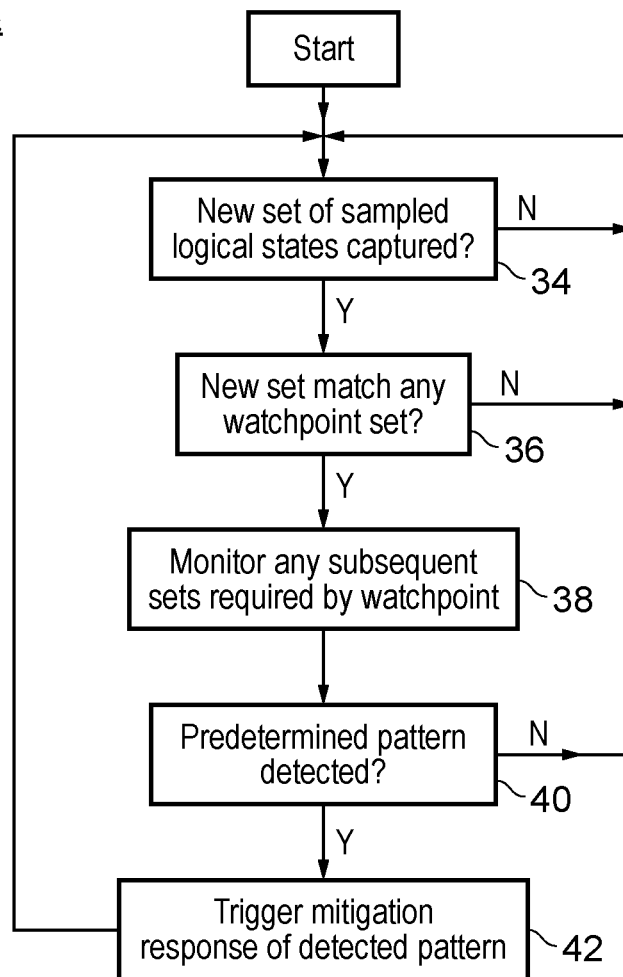 Start
New set of sampled
logical states captured?
N
34
Y
New set match any
watchpoint set?
N
36
Y
Monitor any subsequent
sets required by watchpoint
38
Predetermined pattern
detected?
N
40
Y
Trigger mitigation
response of detected pattern
42